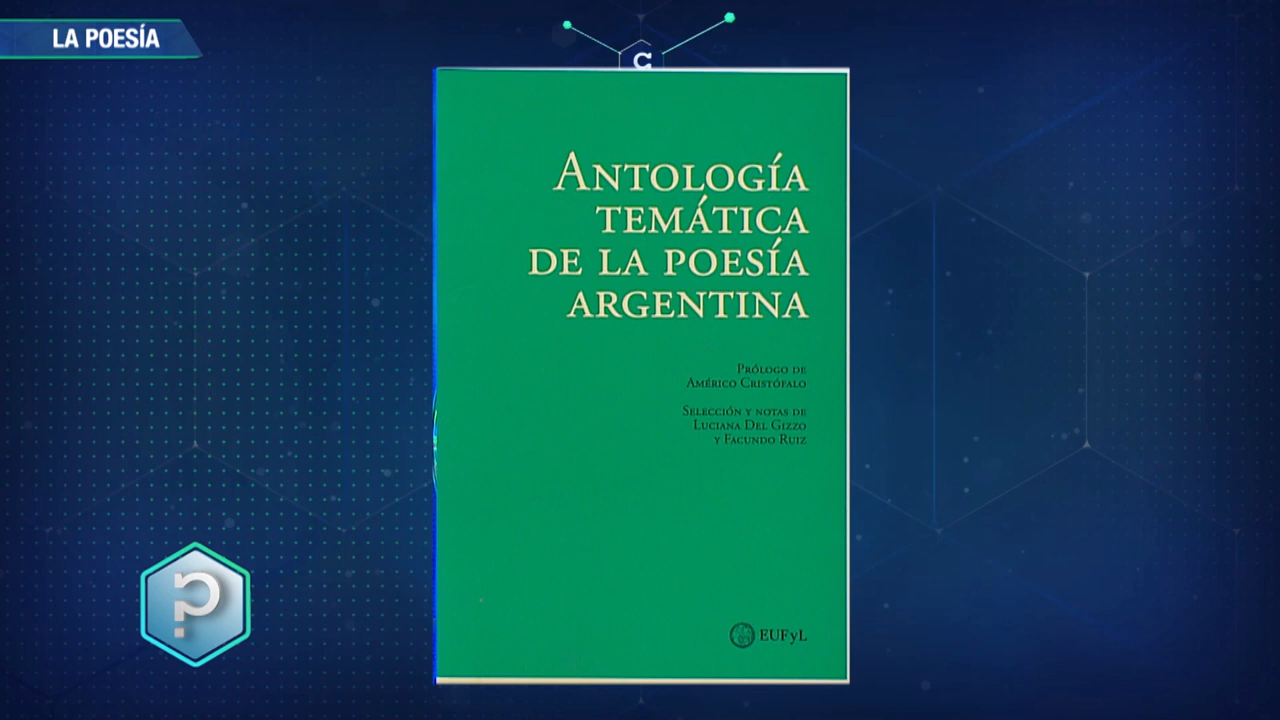 LA POESÍA
C
ANTOLOGÍA
TEMÁTICA
DE LA POESÍA
ARGENTINA
PRÓLOGO DE
AMÉRICO CRISTÓFALO
SELECCIÓN Y NOTAS DE
LUCIANA DEL GIZZO
Y FACUNDO RUIZ
EUFyL